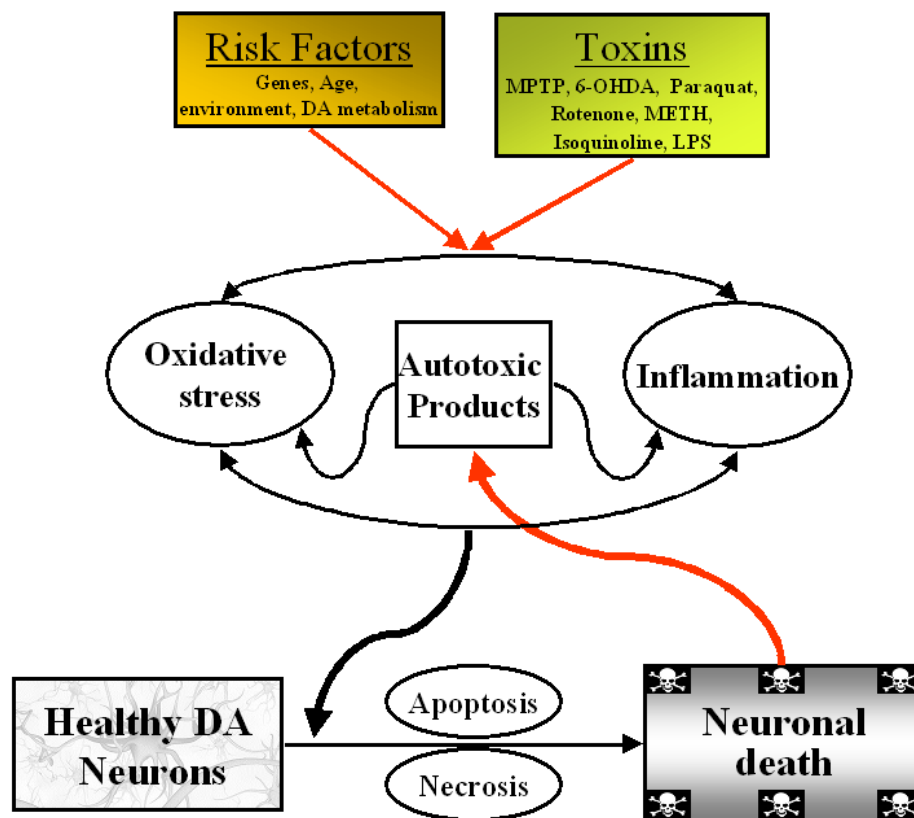 Risk Factors
Genes, Age,
environment, DA metabolism
Toxins
MPTP, 6-OHDA, Paraquat,
Rotenone, METH,
Isoquinoline, LPS
Oxidative
stress
Autotoxic
Products
Inflammation
Healthy DA
Neurons
Apoptosis
Necrosis
Neuronal
death